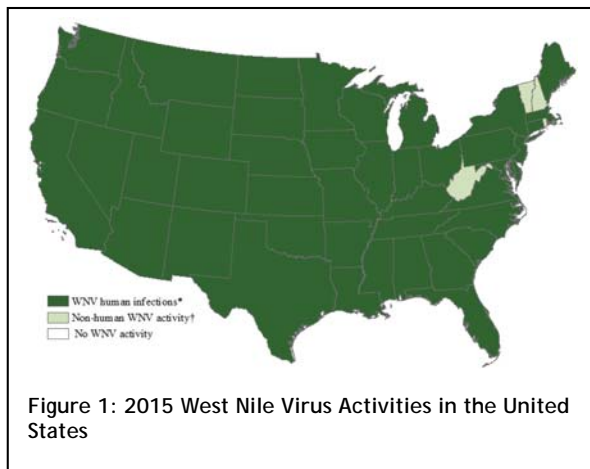 WNV human infections*
Non-human WNV activity†
No WNV activity
Figure 1: 2015 West Nile Virus Activities in the United
States